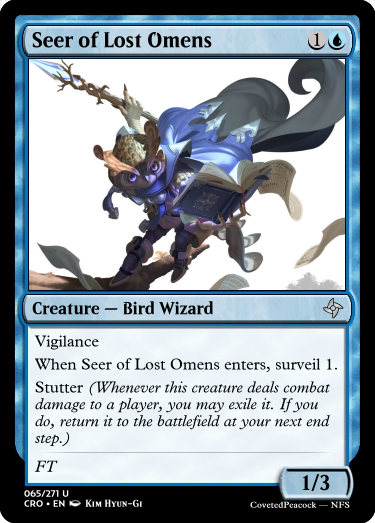 Seer of Lost Omens 1
Creature — Bird Wizard
Vigilance
When Seer of Lost Omens enters, surveil 1.
Stutter (Whenever this creature deals combat
damage to a player, you may exile it. If you
do, return it to the battlefield at your next end
step.)
FT
1/3
065/271 U
CRO • EN Kim Hyun-Gi
CovetedPeacock — NFS